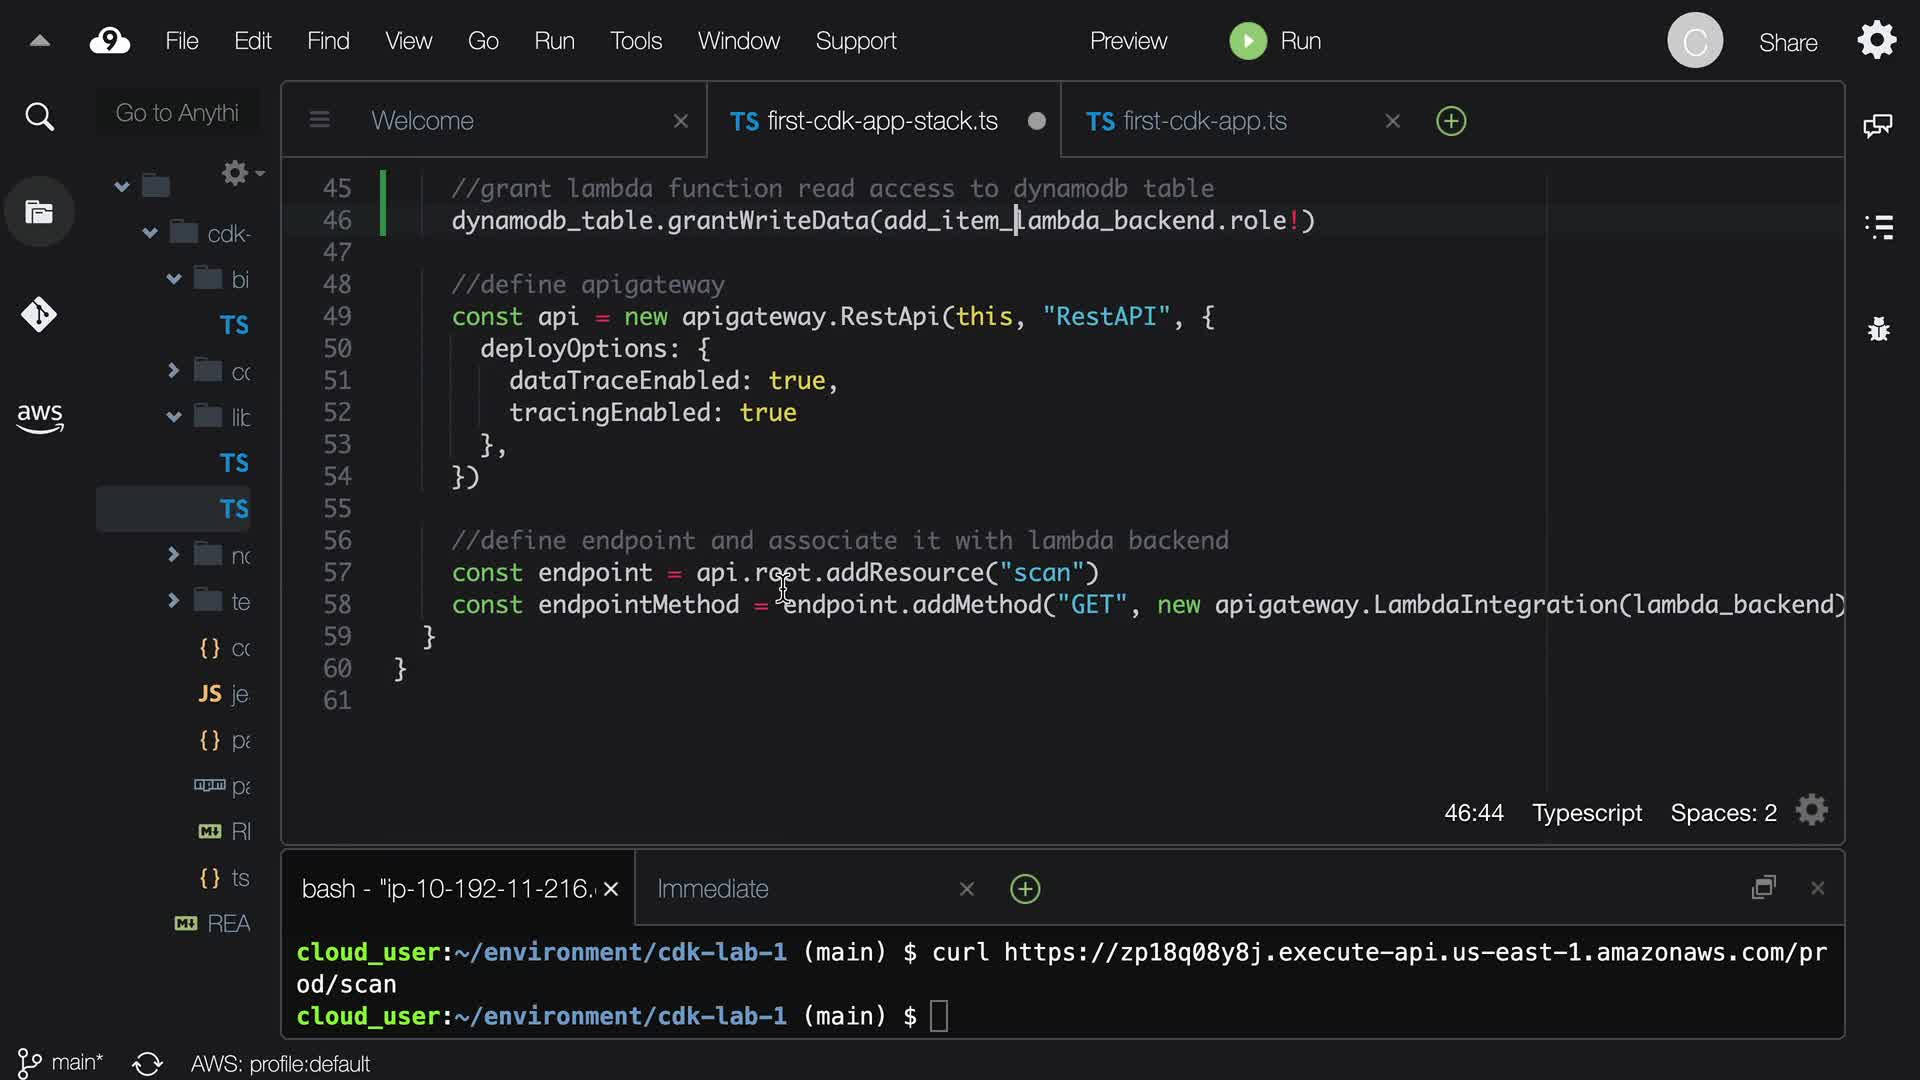 9 File Edit Find View Go Run Tools Window Support Preview Run C Share
Go to Anythi
Welcome
TS first-cdk-app-stack.ts
TS first-cdk-app.ts
cdk-
bi
TS
cc
aws
lib
TS
TS
nc
te
{} cc
JS je
{} pa
npm pa
M↓ RI
{} ts
M↓ REA
45 //grant lambda function read access to dynamodb table
46 dynamodb_table.grantWriteData(add_item_lambda_backend.role!)
47
48 //define apigateway
49 const api = new apigateway.RestApi(this, "RestAPI", {
50 deployOptions: {
51 dataTraceEnabled: true,
52 tracingEnabled: true
53 },
54 })
55
56 //define endpoint and associate it with lambda backend
57 const endpoint = api.root.addResource("scan")
58 const endpointMethod = endpoint.addMethod("GET", new apigateway.LambdaIntegration(lambda_backend)
59 }
60 }
61
46:44 Typescript Spaces: 2
bash - "ip-10-192-11-216.
Immediate
cloud_user:~/environment/cdk-lab-1 (main) $ curl https://zp18q08y8j.execute-api.us-east-1.amazonaws.com/pr
od/scan
cloud_user:~/environment/cdk-lab-1 (main) $
main* AWS: profile:default